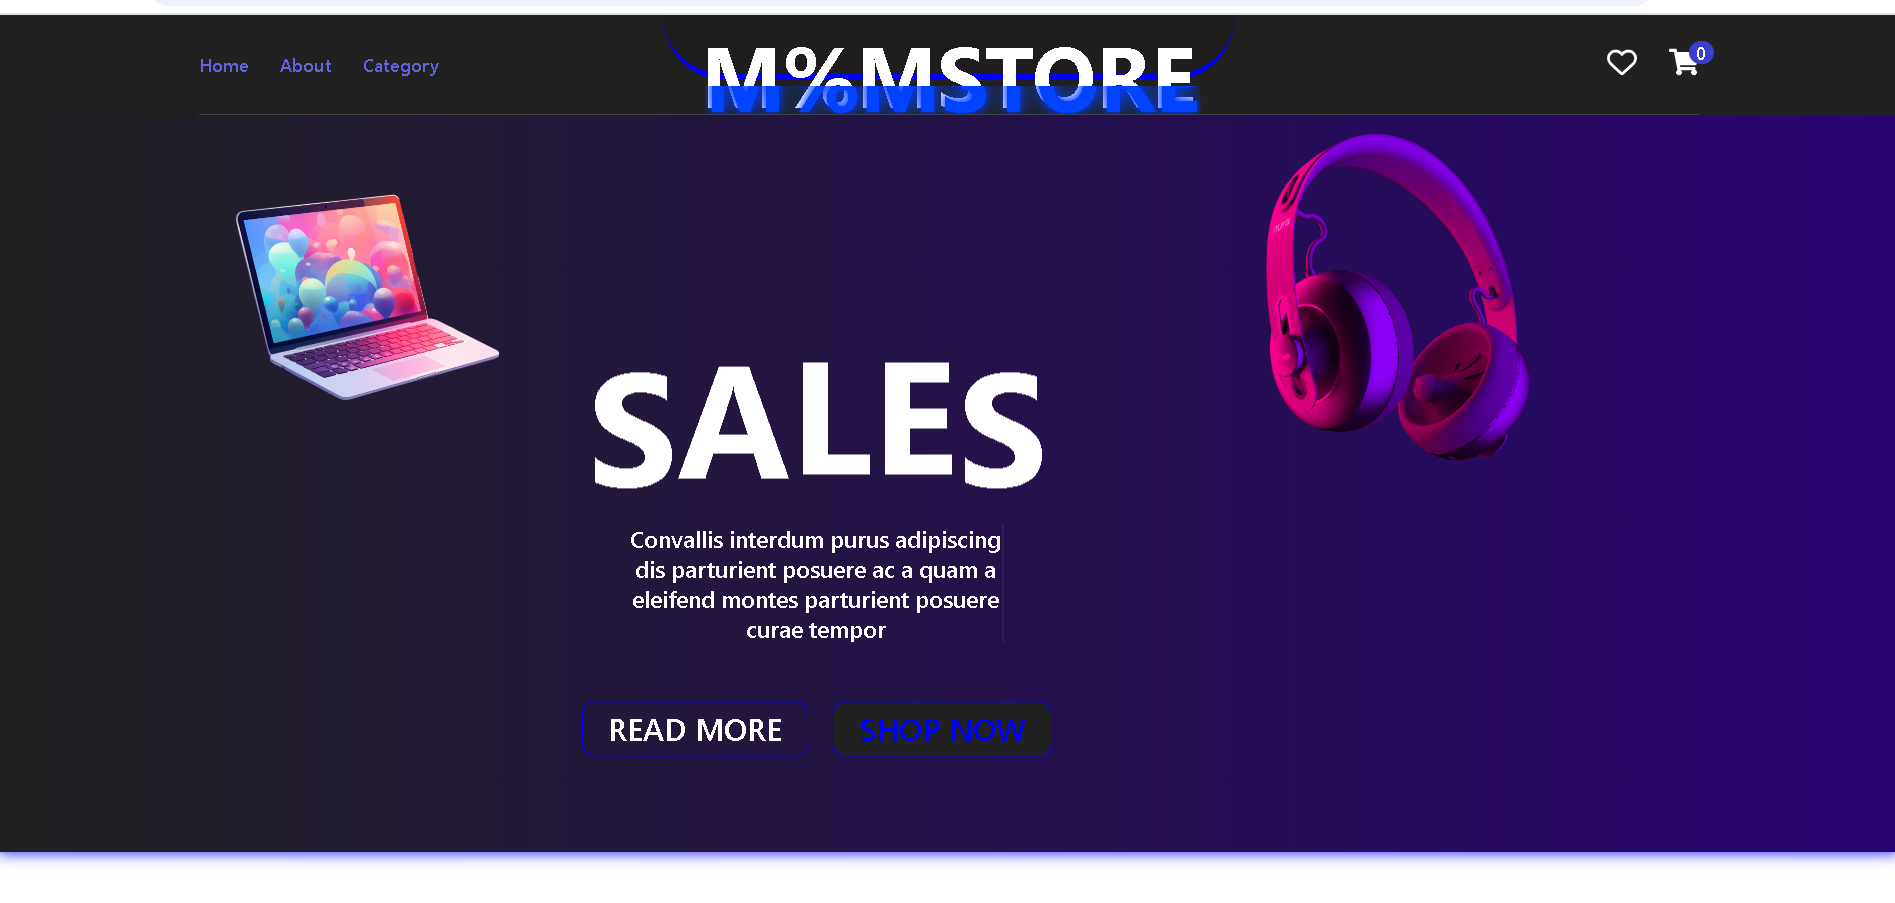 Home About Category
M%MSTORE
0
nura
SALES
Convallis interdum purus adipiscing
dis parturient posuere ac a quam a
eleifend montes parturient posuere
curae tempor
READ MORE SHOP NOW